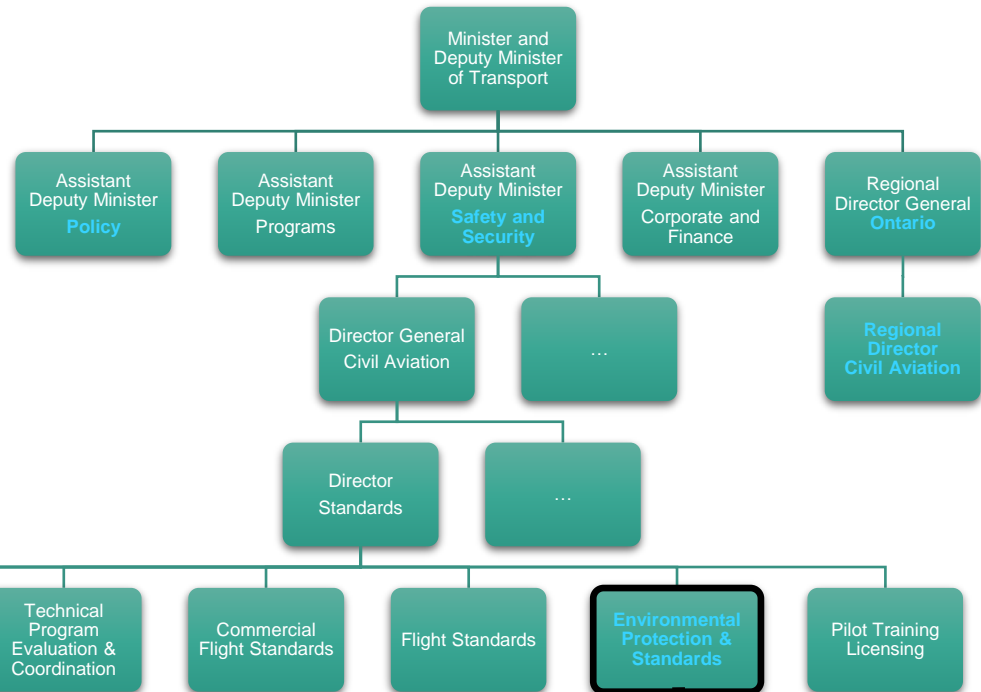 Minister and
Deputy Minister
of Transport
Assistant
Deputy Minister
Policy
Assistant
Deputy Minister
Programs
Assistant
Deputy Minister
Safety and
Security
Assistant
Deputy Minister
Corporate and
Finance
Regional
Director General
Ontario
Director General
Civil Aviation
...
Regional
Director
Civil Aviation
Director
Standards
...
Technical
Program
Evaluation &
Coordination
Commercial
Flight Standards
Flight Standards
Environmental
Protection &
Standards
Pilot Training
Licensing